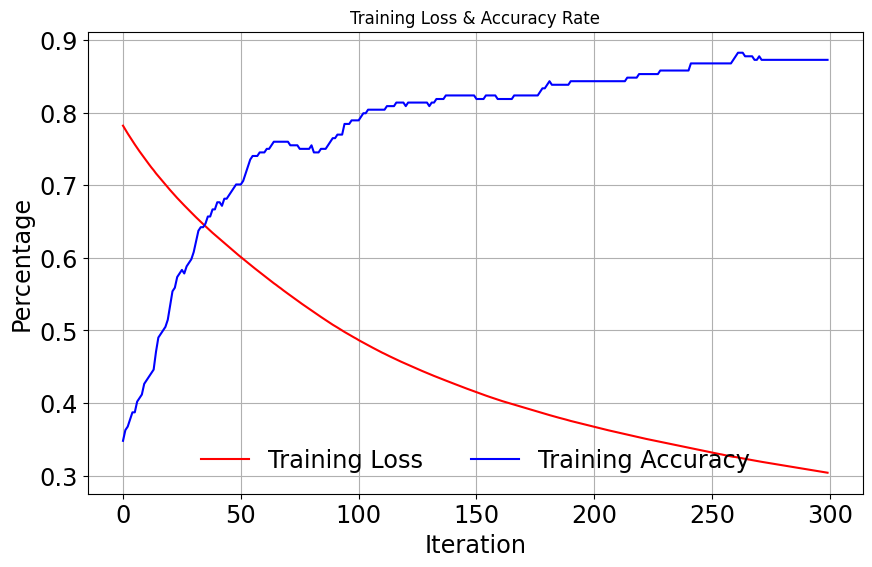 Training Loss & Accuracy Rate
0.9
0.8
0.7
0.6
0.5
0.4
0.3
Percentage
Training Loss Training Accuracy
0 50 100 150 200 250 300
Iteration